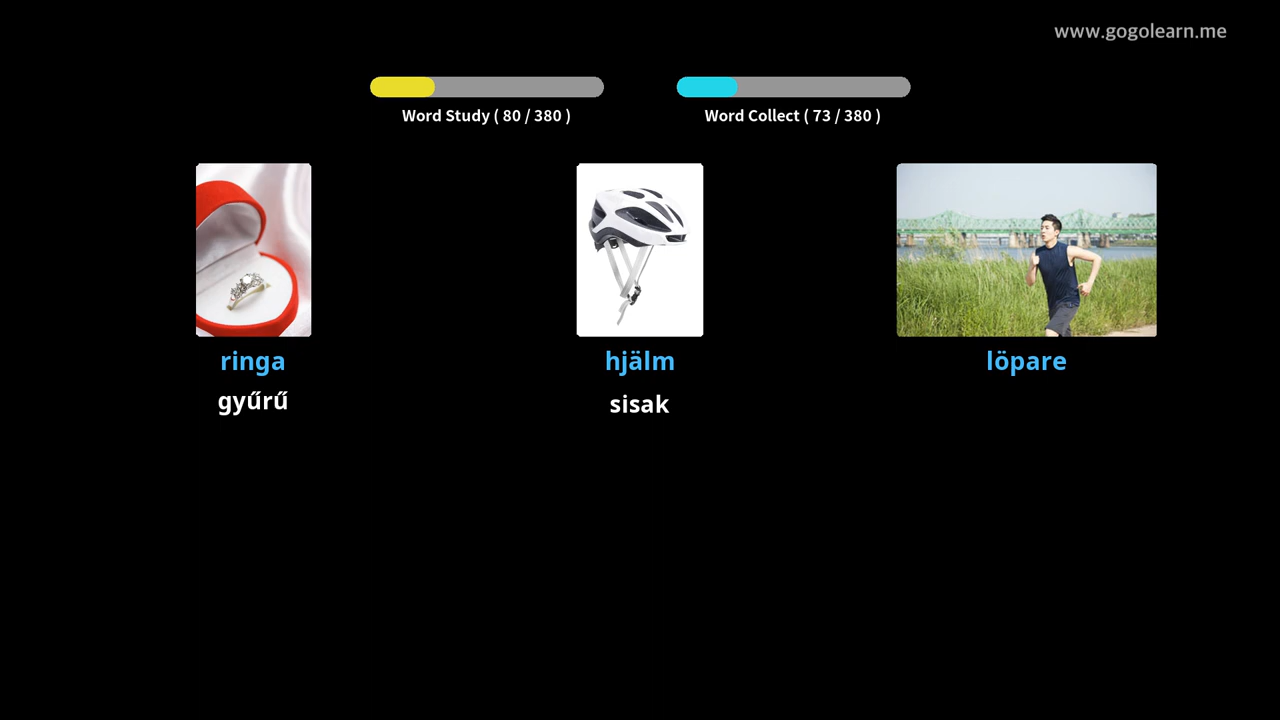 www.gogolearn.me
Word Study ( 80 / 380 )
Word Collect ( 73 / 380 )
ringa
hjälm
löpare
gyűrű
sisak